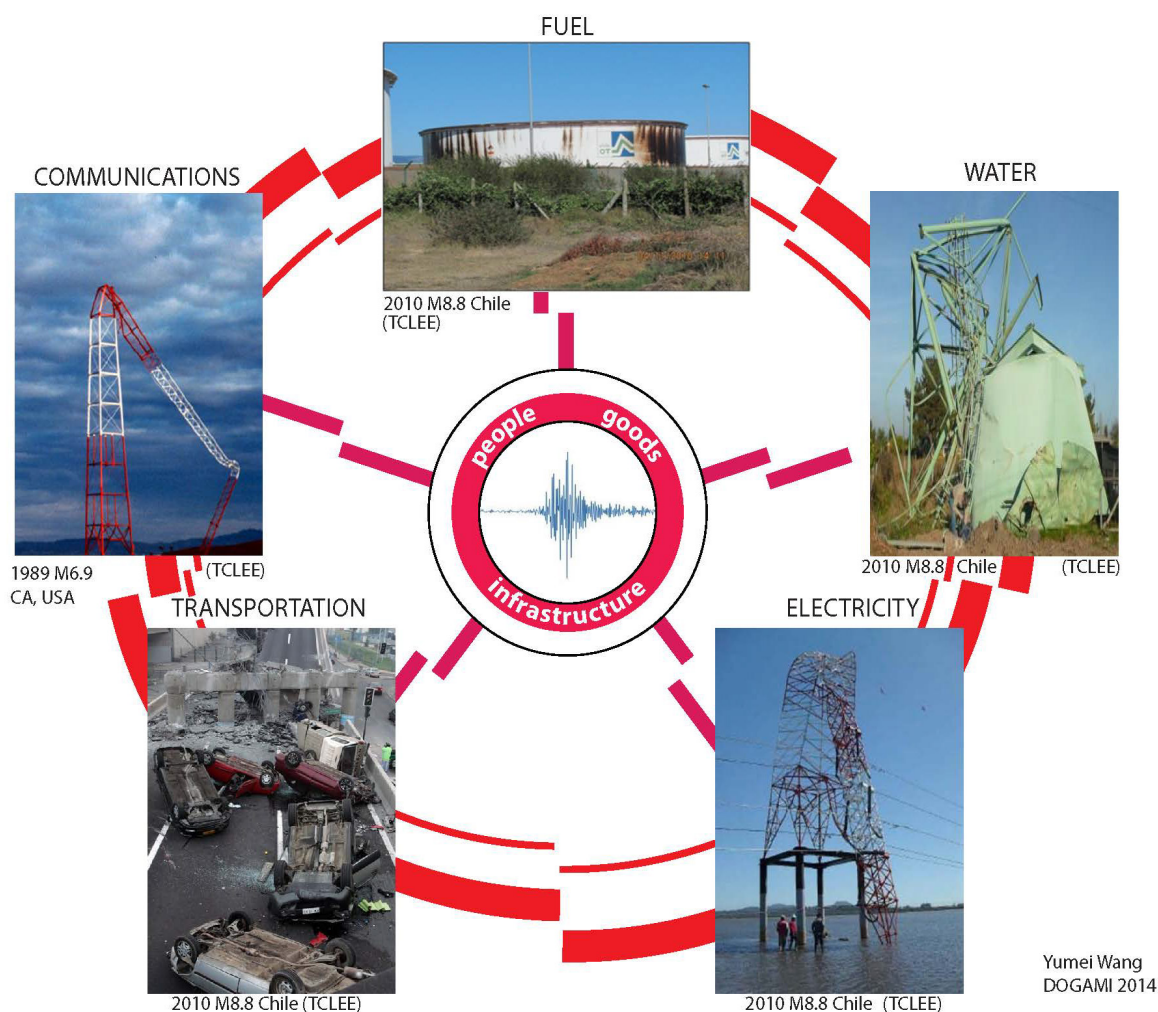 FUEL
2010 M8.8 Chile
(TCLEE)
COMMUNICATIONS
1989 M6.9
CA, USA
(TCLEE)
WATER
2010 M8.8 Chile (TCLEE)
people goods
infrastructure
TRANSPORTATION
2010 M8.8 Chile (TCLEE)
ELECTRICITY
2010 M8.8 Chile (TCLEE)
Yumei Wang
DOGAMI 2014